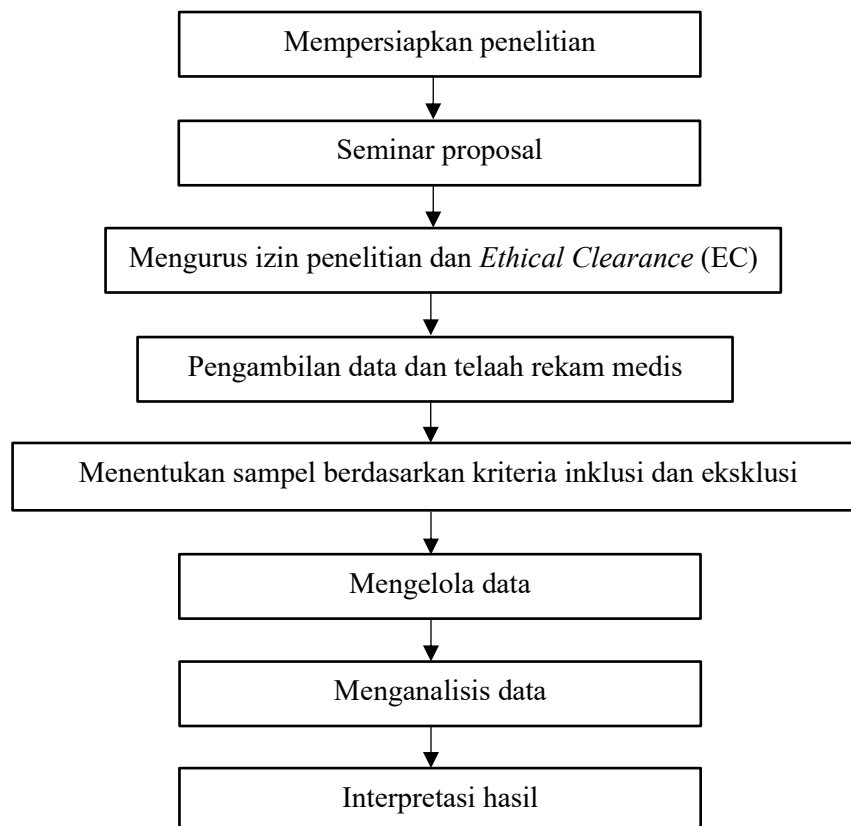 Mempersiapkan penelitian
Seminar proposal
Mengurus izin penelitian dan Ethical Clearance (EC)
Pengambilan data dan telaah rekam medis
Menentukan sampel berdasarkan kriteria inklusi dan eksklusi
Mengelola data
Menganalisis data
Interpretasi hasil